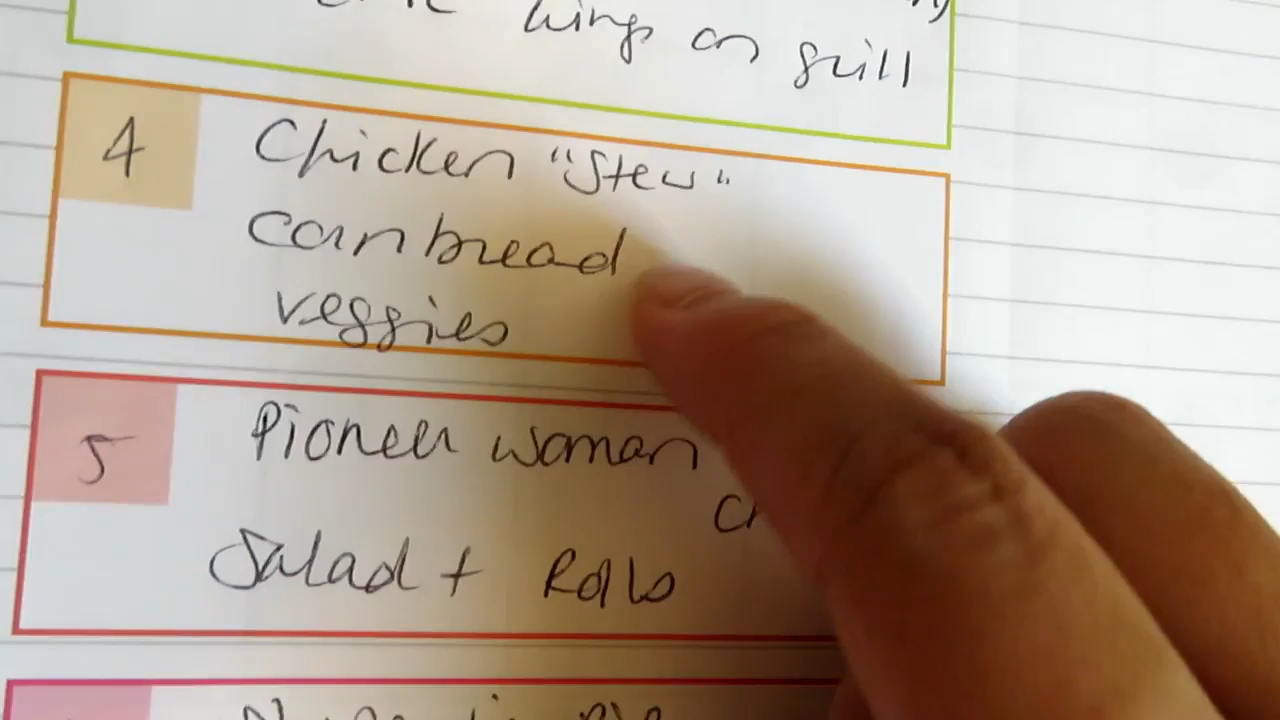 wings on grill
4 Chicken "Stew"
cornbread
veggies
5 Pioneer woman
Salad + Rolls